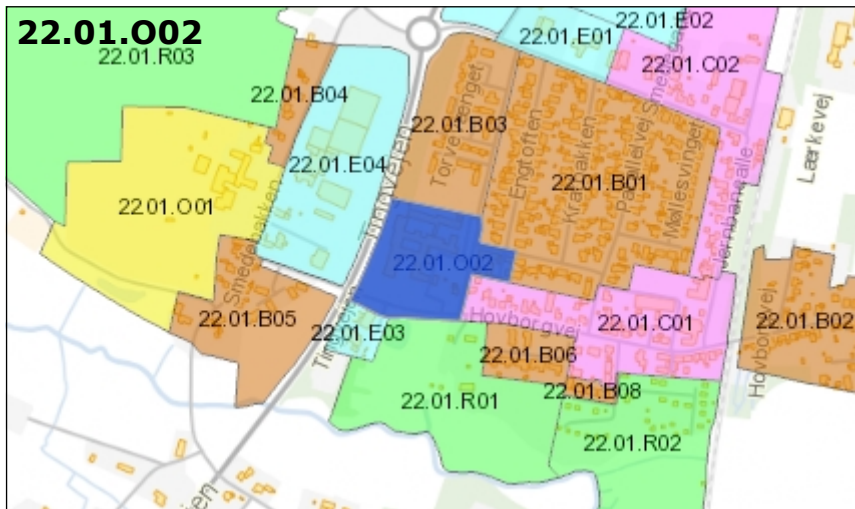 22.01.O02
22.01.E02
22.01.E01
22.01.R03
22.01.C02
22.01.B04
22.01.B03
Torvevænget
Engtoften
Parallelvej
Lærkevej
22.01.E04
22.01.B01
Møllesvinget
22.01.O01
Smedebakken
22.01.O02
22.01.B05
22.01.E03
Hovborgvej
22.01.C01
22.01.B02
Hovborgvej
22.01.B06
22.01.B08
22.01.R01
22.01.R02